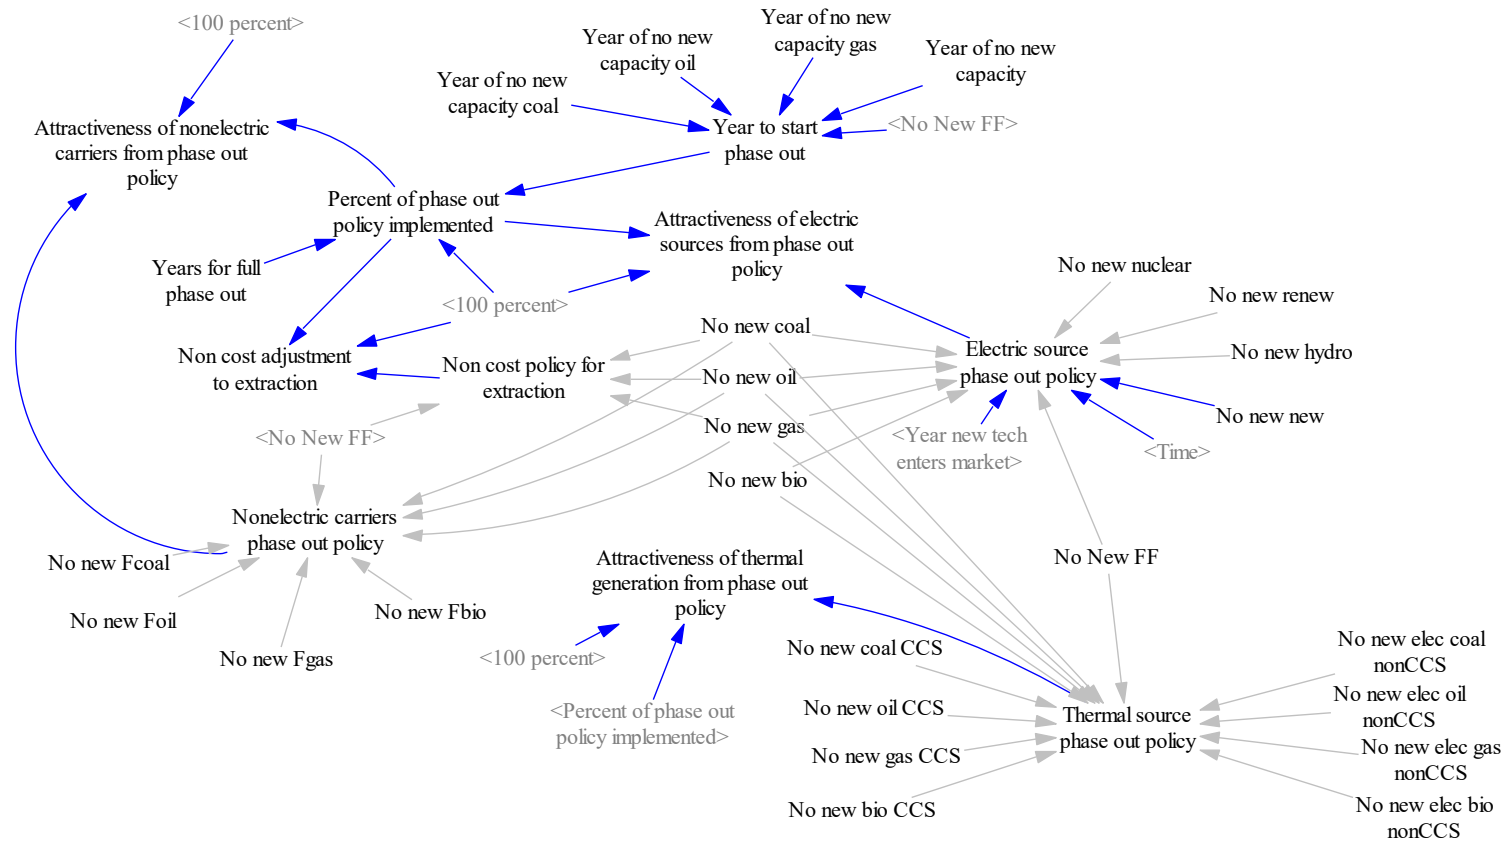 <100 percent>
Year of no new
capacity gas
Year of no new
capacity oil
Year of no new
capacity
Year of no new
capacity coal
Attractiveness of nonelectric
carriers from phase out
policy
Year to start
phase out
<No New FF>
Percent of phase out
policy implemented
Attractiveness of electric
sources from phase out
policy
Years for full
phase out
<100 percent>
No new nuclear
No new renew
No new coal
Non cost adjustment
to extraction
Non cost policy for
extraction
No new oil
Electric source
phase out policy
No new hydro
No new new
<No New FF>
No new gas
<Year new tech
enters market>
<Time>
No new bio
Nonelectric carriers
phase out policy
No new Fcoal
No new Foil
No new Fgas
No new Fbio
Attractiveness of thermal
generation from phase out
policy
No New FF
<100 percent>
<Percent of phase out
policy implemented>
No new coal CCS
No new oil CCS
No new gas CCS
No new bio CCS
Thermal source
phase out policy
No new elec coal
nonCCS
No new elec oil
nonCCS
No new elec gas
nonCCS
No new elec bio
nonCCS